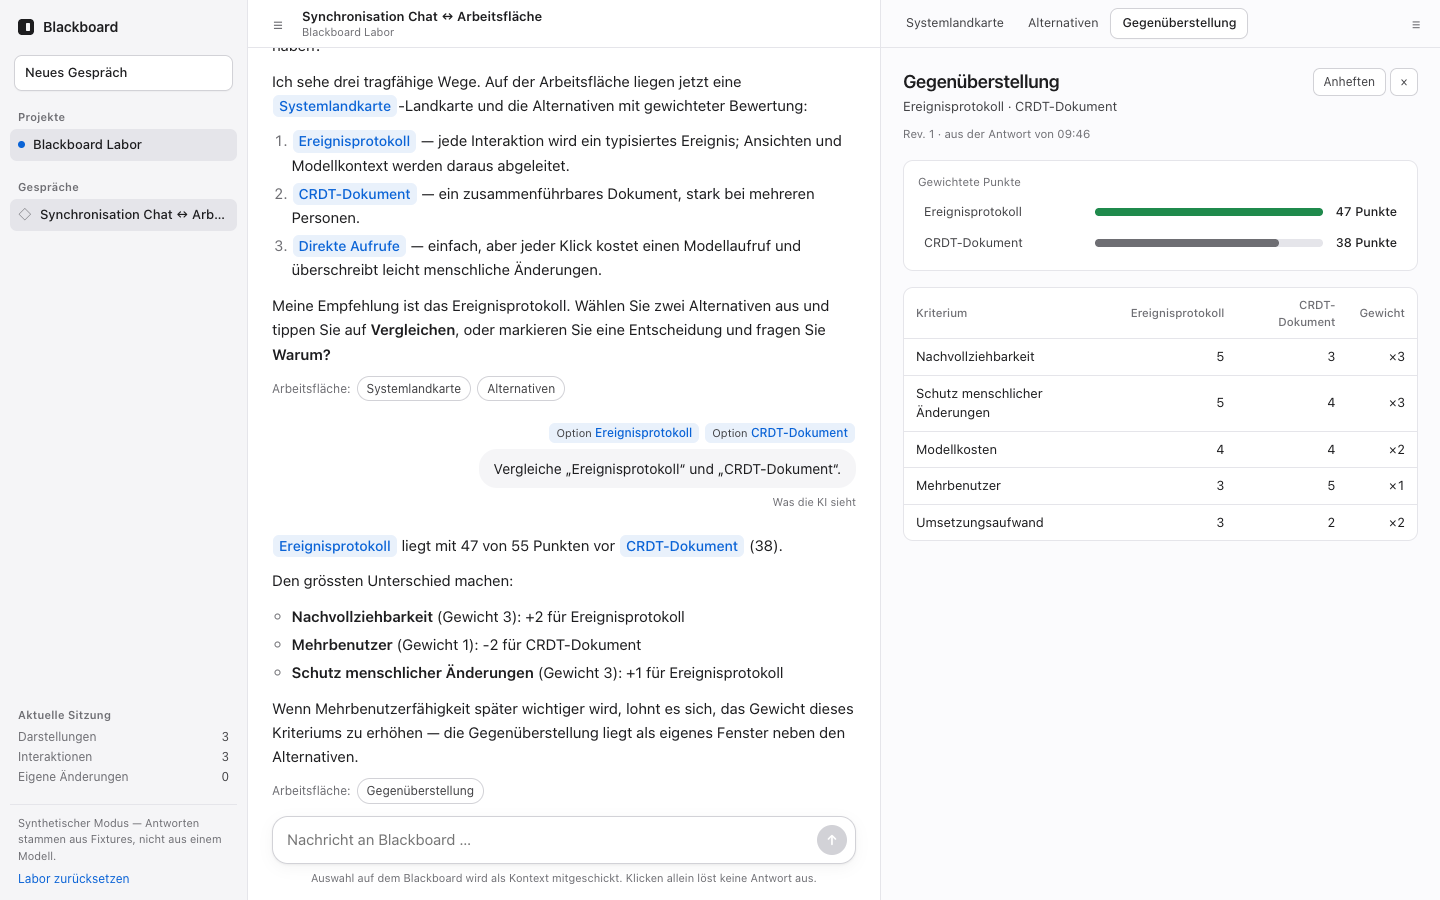 Blackboard
Neues Gespräch
Projekte
Blackboard Labor
Gespräche
Synchronisation Chat ↔ Arb...
Aktuelle Sitzung
Darstellungen 3
Interaktionen 3
Eigene Änderungen 0
Synthetischer Modus — Antworten
stammen aus Fixtures, nicht aus einem
Modell.
Labor zurücksetzen
Synchronisation Chat ↔ Arbeitsfläche
Blackboard Labor
Ich sehe drei tragfähige Wege. Auf der Arbeitsfläche liegen jetzt eine
Systemlandkarte -Landkarte und die Alternativen mit gewichteter Bewertung:
1. Ereignisprotokoll — jede Interaktion wird ein typisiertes Ereignis; Ansichten und
Modellkontext werden daraus abgeleitet.
2. CRDT-Dokument — ein zusammenführbares Dokument, stark bei mehreren
Personen.
3. Direkte Aufrufe — einfach, aber jeder Klick kostet einen Modellaufruf und
überschreibt leicht menschliche Änderungen.
Meine Empfehlung ist das Ereignisprotokoll. Wählen Sie zwei Alternativen aus und
tippen Sie auf Vergleichen, oder markieren Sie eine Entscheidung und fragen Sie
Warum?
Arbeitsfläche: Systemlandkarte Alternativen
Option Ereignisprotokoll Option CRDT-Dokument
Vergleiche „Ereignisprotokoll“ und „CRDT-Dokument“.
Was die KI sieht
Ereignisprotokoll liegt mit 47 von 55 Punkten vor CRDT-Dokument (38).
Den grössten Unterschied machen:
Nachvollziehbarkeit (Gewicht 3): +2 für Ereignisprotokoll
Mehrbenutzer (Gewicht 1): -2 für CRDT-Dokument
Schutz menschlicher Änderungen (Gewicht 3): +1 für Ereignisprotokoll
Wenn Mehrbenutzerfähigkeit später wichtiger wird, lohnt es sich, das Gewicht dieses
Kriteriums zu erhöhen — die Gegenüberstellung liegt als eigenes Fenster neben den
Alternativen.
Arbeitsfläche: Gegenüberstellung
Nachricht an Blackboard ...
Auswahl auf dem Blackboard wird als Kontext mitgeschickt. Klicken allein löst keine Antwort aus.
Systemlandkarte Alternativen Gegenüberstellung
Gegenüberstellung
Anheften ×
Ereignisprotokoll · CRDT-Dokument
Rev. 1 · aus der Antwort von 09:46
Gewichtete Punkte
Ereignisprotokoll 47 Punkte
CRDT-Dokument 38 Punkte
Kriterium Ereignisprotokoll CRDT-
Dokument Gewicht
Nachvollziehbarkeit 5 3 ×3
Schutz menschlicher
Änderungen 5 4 ×3
Modellkosten 4 4 ×2
Mehrbenutzer 3 5 ×1
Umsetzungsaufwand 3 2 ×2